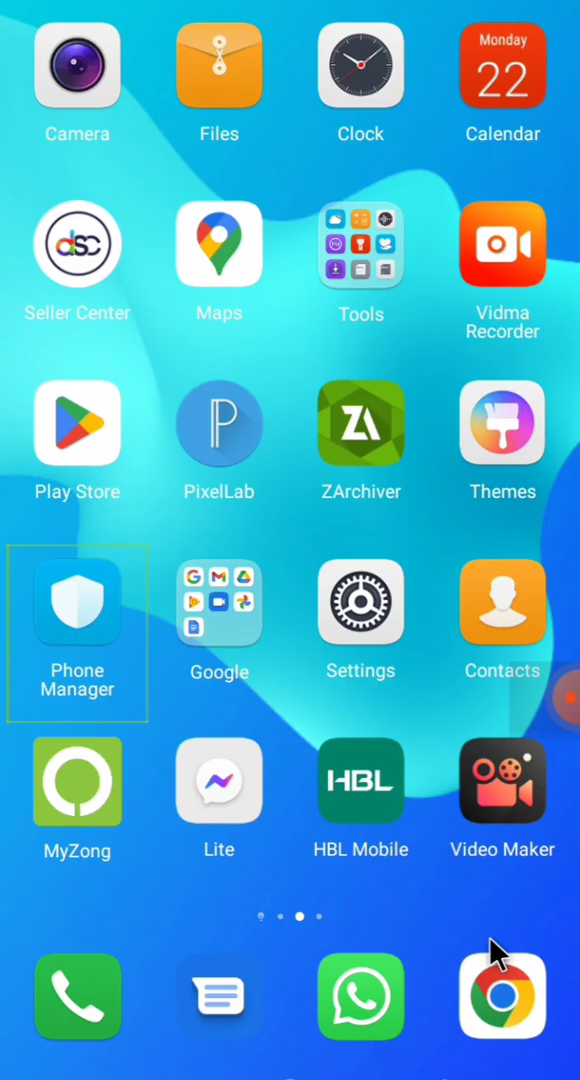 Monday
22
Camera
Files
Clock
Calendar
dsc
Seller Center
Maps
Tools
Vidma
Recorder
P
ZA
Play Store
PixelLab
ZArchiver
Themes
Phone
Manager
Google
Settings
Contacts
HBL
MyZong
Lite
HBL Mobile
Video Maker